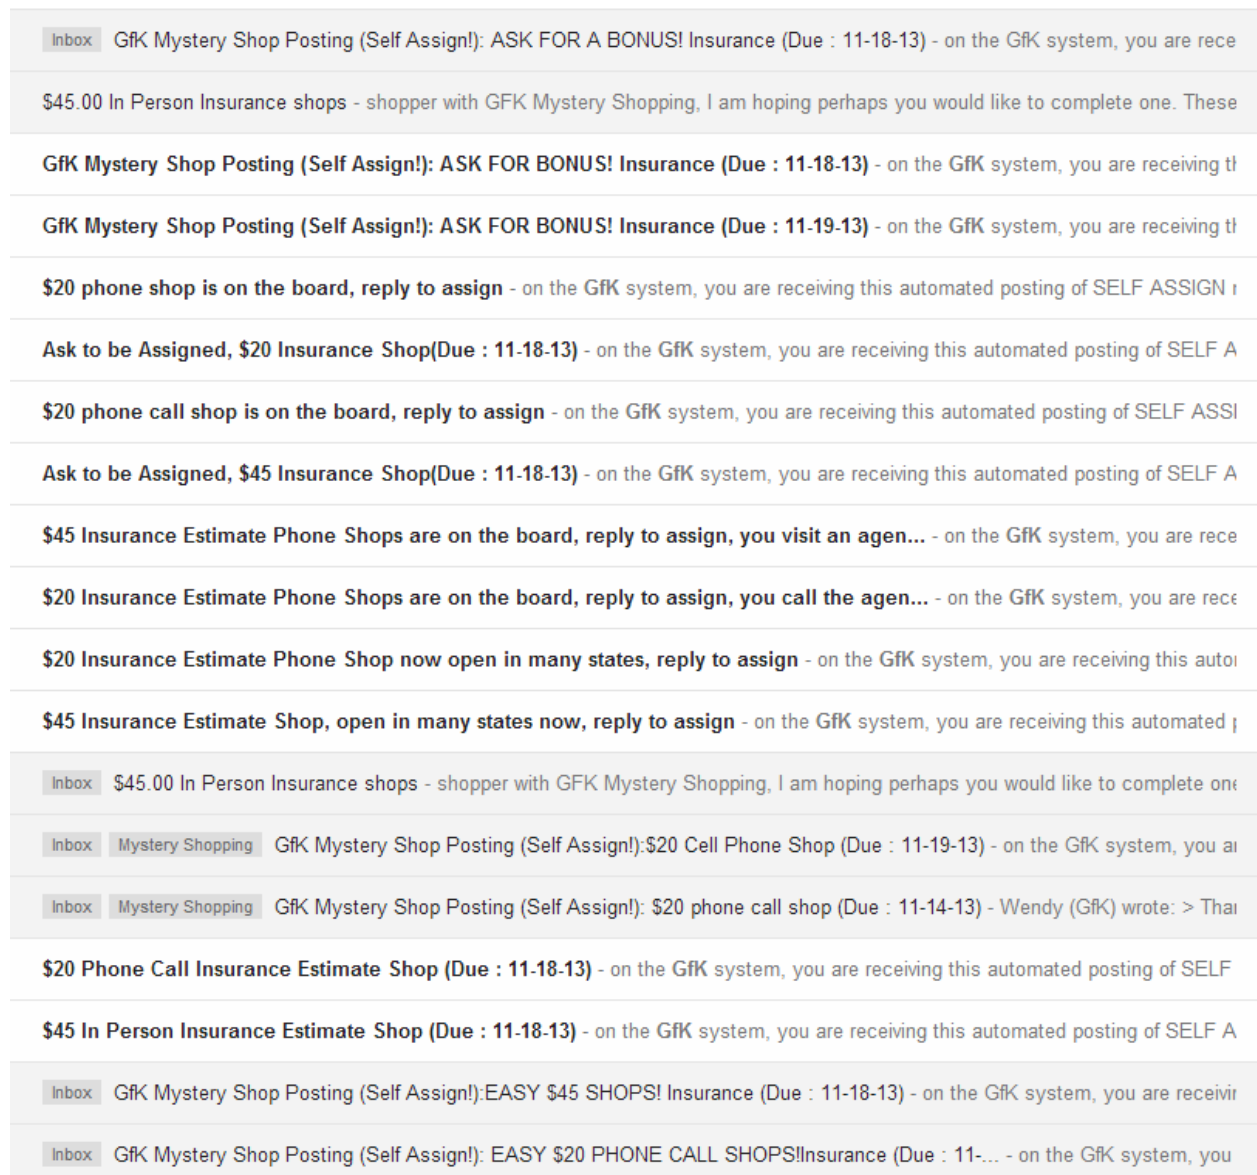 Inbox GfK Mystery Shop Posting (Self Assign!): ASK FOR A BONUS! Insurance (Due : 11-18-13) - on the GfK system, you are rece
$45.00 In Person Insurance shops - shopper with GFK Mystery Shopping, I am hoping perhaps you would like to complete one. These
GfK Mystery Shop Posting (Self Assign!): ASK FOR BONUS! Insurance (Due : 11-18-13) - on the GfK system, you are receiving th
GfK Mystery Shop Posting (Self Assign!): ASK FOR BONUS! Insurance (Due : 11-19-13) - on the GfK system, you are receiving th
$20 phone shop is on the board, reply to assign - on the GfK system, you are receiving this automated posting of SELF ASSIGN
Ask to be Assigned, $20 Insurance Shop(Due : 11-18-13) - on the GfK system, you are receiving this automated posting of SELF A
$20 phone call shop is on the board, reply to assign - on the GfK system, you are receiving this automated posting of SELF ASSI
Ask to be Assigned, $45 Insurance Shop(Due : 11-18-13) - on the GfK system, you are receiving this automated posting of SELF A
$45 Insurance Estimate Phone Shops are on the board, reply to assign, you visit an agen... - on the GfK system, you are rece
$20 Insurance Estimate Phone Shops are on the board, reply to assign, you call the agen... - on the GfK system, you are rece
$20 Insurance Estimate Phone Shop now open in many states, reply to assign - on the GfK system, you are receiving this auto
$45 Insurance Estimate Shop, open in many states now, reply to assign - on the GfK system, you are receiving this automated
Inbox $45.00 In Person Insurance shops - shopper with GFK Mystery Shopping, I am hoping perhaps you would like to complete one
Inbox Mystery Shopping GfK Mystery Shop Posting (Self Assign!):$20 Cell Phone Shop (Due : 11-19-13) - on the GfK system, you ar
Inbox Mystery Shopping GfK Mystery Shop Posting (Self Assign!): $20 phone call shop (Due : 11-14-13) - Wendy (GfK) wrote: > Than
$20 Phone Call Insurance Estimate Shop (Due : 11-18-13) - on the GfK system, you are receiving this automated posting of SELF
$45 In Person Insurance Estimate Shop (Due : 11-18-13) - on the GfK system, you are receiving this automated posting of SELF A
Inbox GfK Mystery Shop Posting (Self Assign!):EASY $45 SHOPS! Insurance (Due : 11-18-13) - on the GfK system, you are receivin
Inbox GfK Mystery Shop Posting (Self Assign!): EASY $20 PHONE CALL SHOPS!Insurance (Due : 11-... - on the GfK system, you